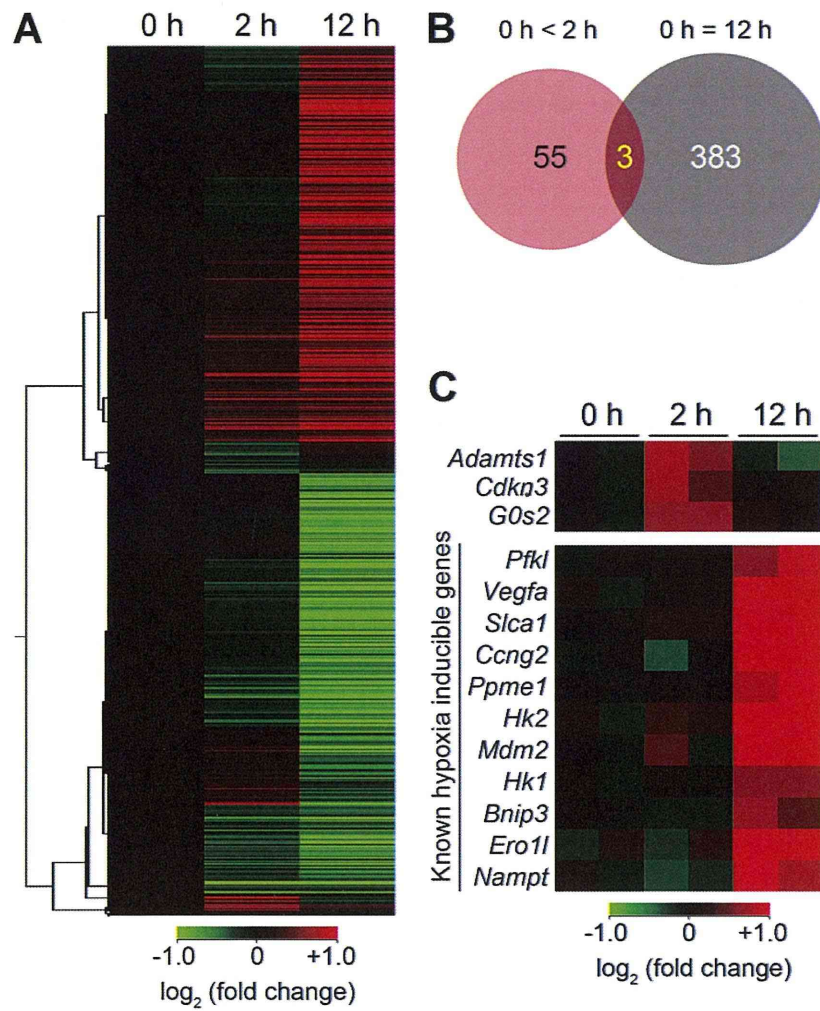 A
0 h 2 h 12 h
-1.0 0 +1.0
log2 (fold change)
B
0 h < 2 h 0 h = 12 h
55 3 383
C
0 h 2 h 12 h
Adamts1
Cdkn3
G0s2
Known hypoxia inducible genes
Pfkl
Vegfa
Slca1
Ccng2
Ppme1
Hk2
Mdm2
Hk1
Bnip3
Ero1l
Nampt
-1.0 0 +1.0
log2 (fold change)